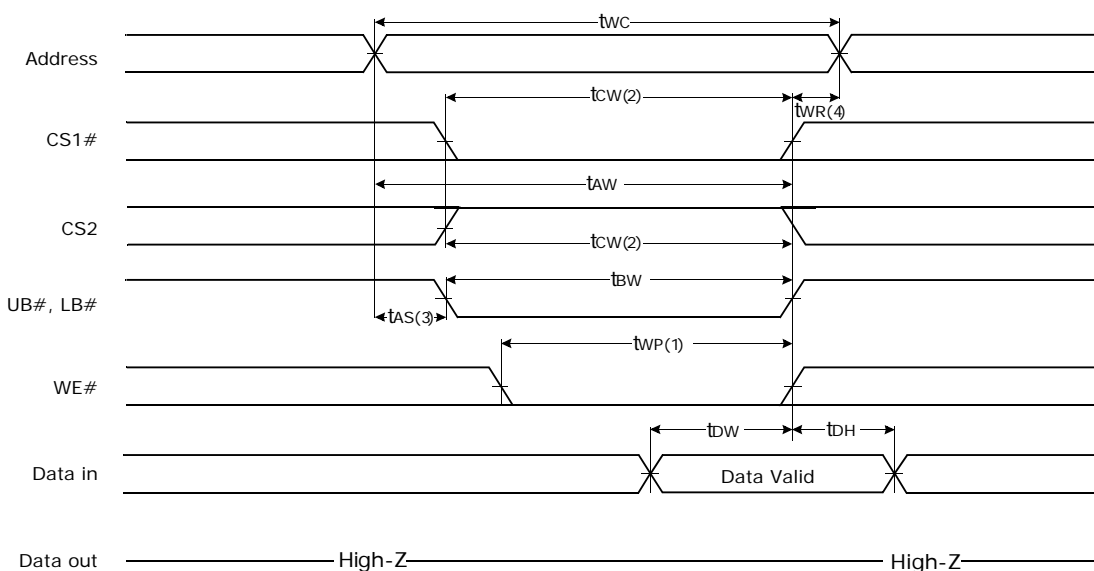 tWC
Address
tCW(2)
tWR(4)
CS1#
tAW
CS2
tCW(2)
tBW
UB#, LB#
tAS(3)
tWP(1)
WE#
tDW
tDH
Data in
Data Valid
Data out
High-Z
High-Z